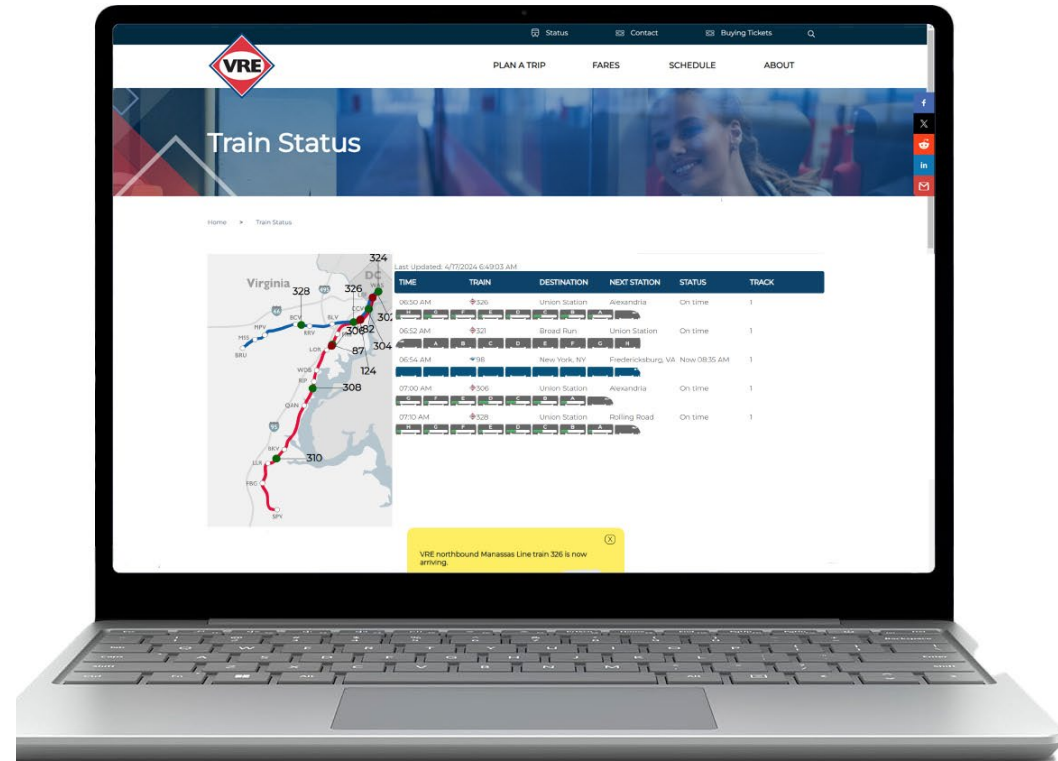 Status Contact Buying Tickets
VRE
PLAN A TRIP FARES SCHEDULE ABOUT
Train Status
Home > Train Status
Last Updated: 4/17/2024 6:49:03 AM
TIME TRAIN DESTINATION NEXT STATION STATUS TRACK
06:50 AM 326 Union Station Alexandria On time 1
H G F E D C B A
06:52 AM 321 Broad Run Union Station On time 1
A B C D E F G H
06:54 AM 98 New York, NY Fredericksburg, VA Now 08:35 AM 1
07:00 AM 306 Union Station Alexandria On time 1
G F E D C B A
07:10 AM 328 Union Station Rolling Road On time 1
H G F E D C B A
324
DC
Virginia
328
326
WAS
302
BCV
BLV
RRV
MPV
MSS
BRU
LOR
87
304
124
WDB
RIP
308
QAN
95
BKV
LLR
310
FBG
SPV
VRE northbound Manassas Line train 326 is now
arriving.